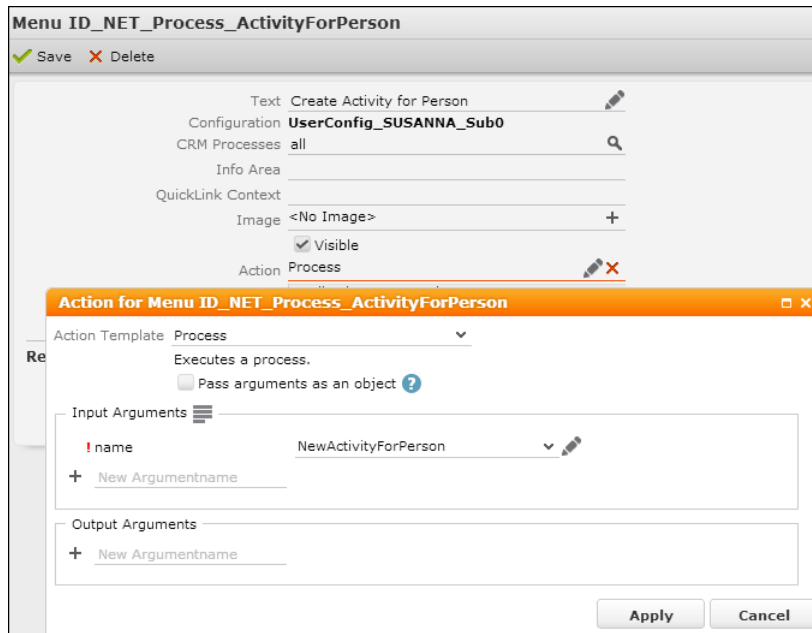 Menu ID_NET_Process_ActivityForPerson
Save Delete
Text Create Activity for Person
Configuration UserConfig_SUSANNA_Sub0
CRM Processes all
Info Area
QuickLink Context
Image <No Image>
Visible
Action Process
Action for Menu ID_NET_Process_ActivityForPerson
Action Template Process
Re
Executes a process.
Pass arguments as an object ?
Input Arguments
! name NewActivityForPerson
New Argumentname
Output Arguments
New Argumentname
Apply Cancel